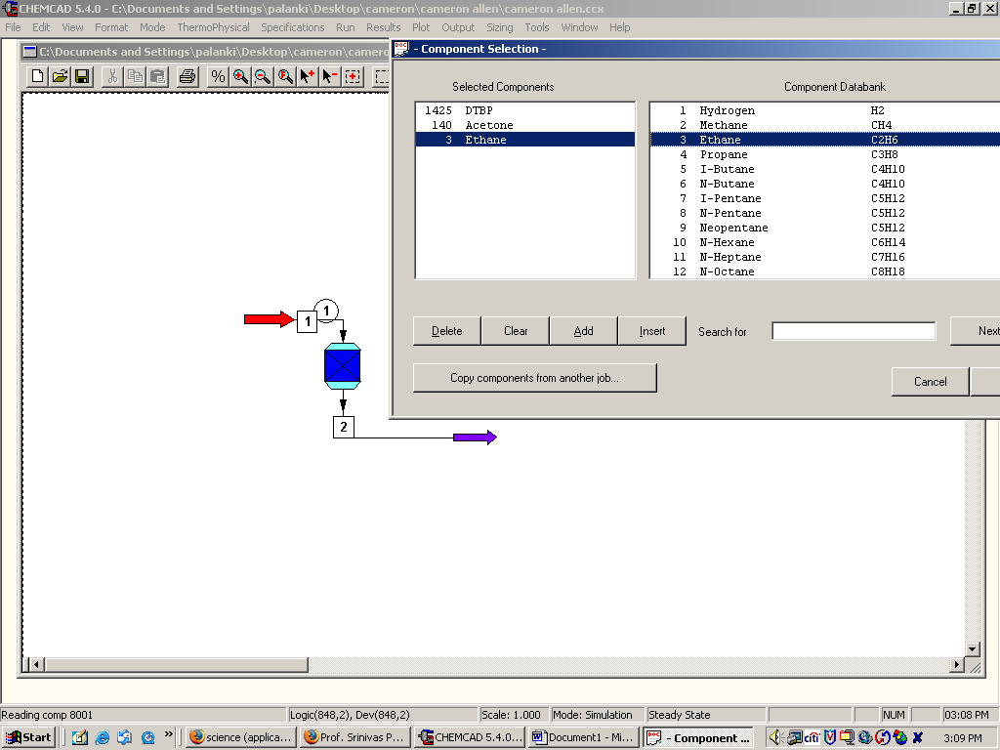 CHEMCAD 5.4.0 - C:\Documents and Settings\palanki\Desktop\cameron\cameron allen\cameron allen.ccx
File Edit View Format Mode ThermoPhysical Specifications Run Results Plot Output Sizing Tools Window Help
C:\Documents and Settings\palanki\Desktop\cameron\camero
- Component Selection -
%
Selected Components
1425 DTBP
140 Acetone
3 Ethane
Component Databank
1 Hydrogen H2
2 Methane CH4
3 Ethane C2H6
4 Propane C3H8
5 I-Butane C4H10
6 N-Butane C4H10
7 I-Pentane C5H12
8 N-Pentane C5H12
9 Neopentane C5H12
10 N-Hexane C6H14
11 N-Heptane C7H16
12 N-Octane C8H18
Delete Clear Add Insert Search for Next
Copy components from another job... Cancel
1
1
2
Reading comp 8001 Logic(848,2), Dev(848,2) Scale: 1.000 Mode: Simulation Steady State NUM 03:08 PM
Start » science (applica... Prof. Srinivas P... CHEMCAD 5.4.0... Document1 - Mi... Component ... citi 3:09 PM